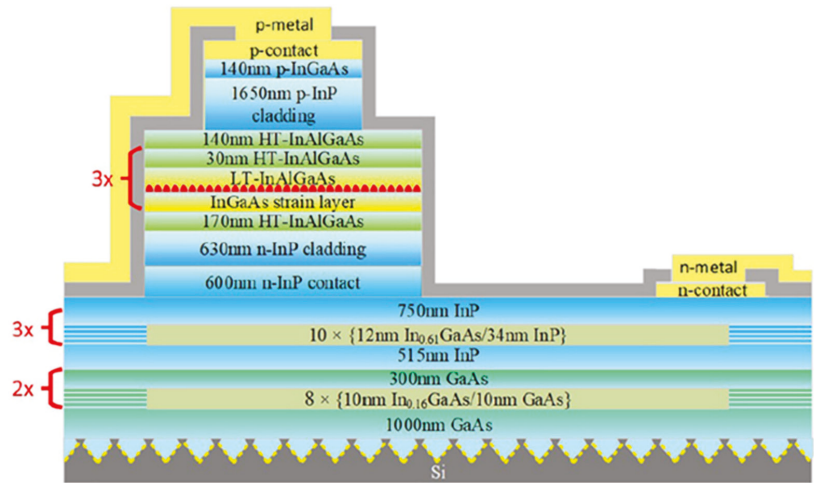 p-metal
p-contact
140nm p-InGaAs
1650nm p-InP
cladding
140nm HT-InAlGaAs
30nm HT-InAlGaAs
3x
LT-InAlGaAs
InGaAs strain layer
170nm HT-InAlGaAs
630nm n-InP cladding
n-metal
600nm n-InP contact
n-contact
750nm InP
3x
10 × {12nm In₀.₆₁GaAs/34nm InP}
515nm InP
2x
300nm GaAs
8 × {10nm In₀.₁₆GaAs/10nm GaAs}
1000nm GaAs
Si